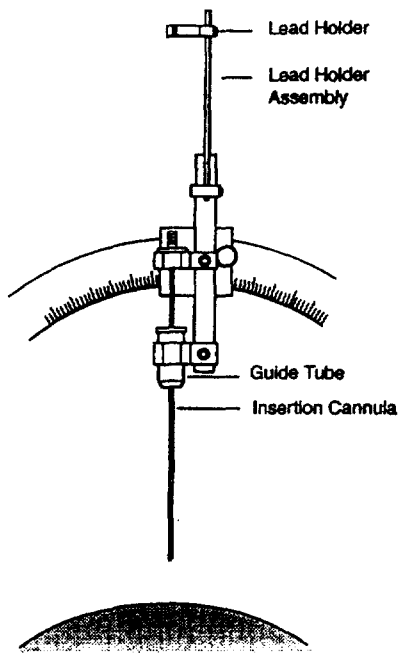 Lead Holder
Lead Holder
Assembly
Guide Tube
Insertion Cannula